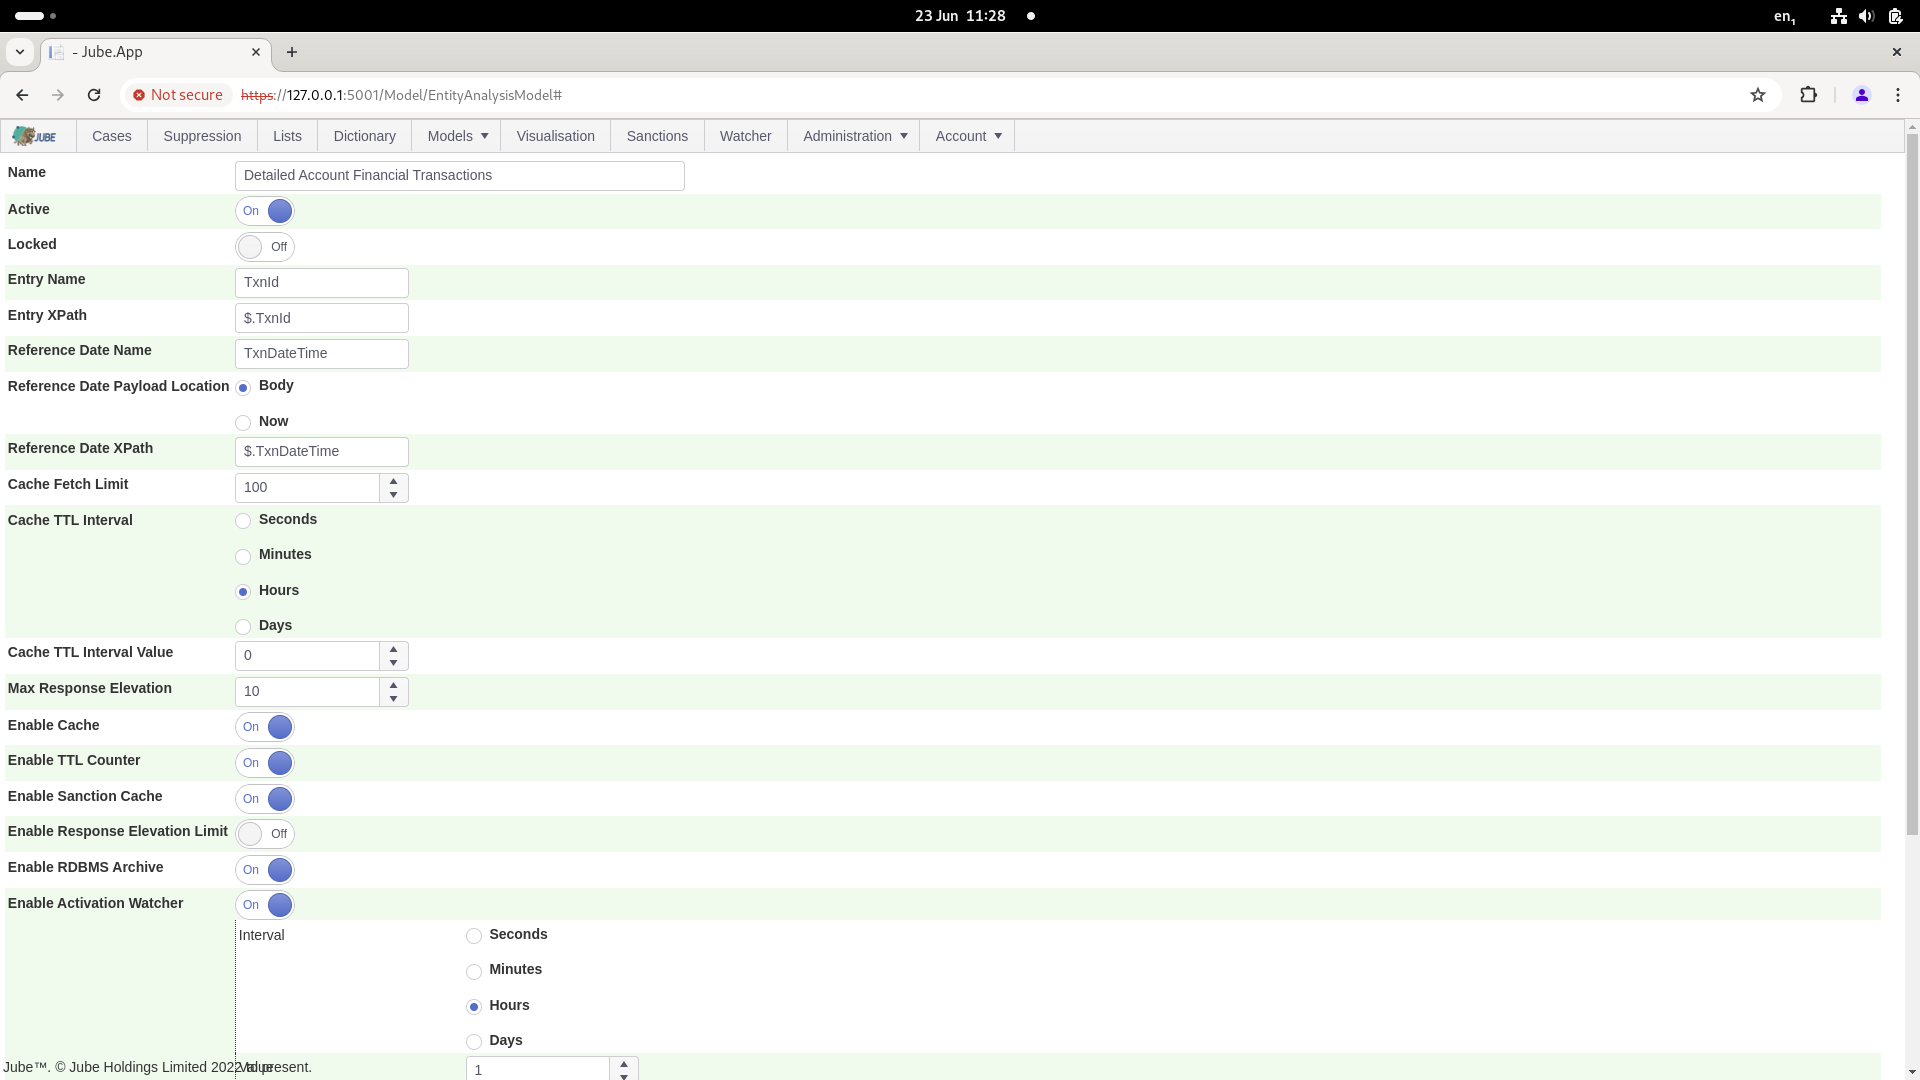 23 Jun 11:28
en1
- Jube.App
Not secure https://127.0.0.1:5001/Model/EntityAnalysisModel#
JUBE Cases Suppression Lists Dictionary Models Visualisation Sanctions Watcher Administration Account
Name Detailed Account Financial Transactions
Active On
Locked Off
Entry Name TxnId
Entry XPath $.TxnId
Reference Date Name TxnDateTime
Reference Date Payload Location Body
Now
Reference Date XPath $.TxnDateTime
Cache Fetch Limit 100
Cache TTL Interval Seconds
Minutes
Hours
Days
Cache TTL Interval Value 0
Max Response Elevation 10
Enable Cache On
Enable TTL Counter On
Enable Sanction Cache On
Enable Response Elevation Limit Off
Enable RDBMS Archive On
Enable Activation Watcher On
Interval Seconds
Minutes
Hours
Days
Value 1
Jube™. © Jube Holdings Limited 2022 to present.